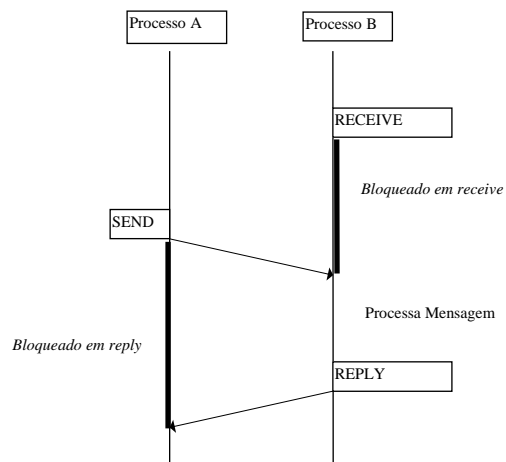 Processo A
Processo B
RECEIVE
Bloqueado em receive
SEND
Processa Mensagem
Bloqueado em reply
REPLY